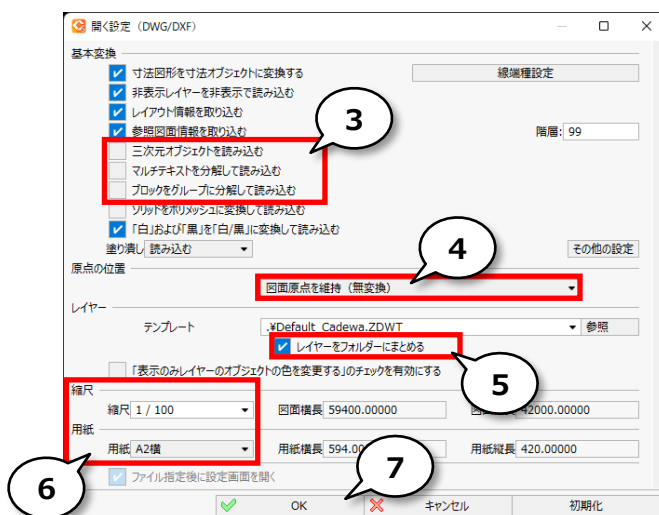 開く設定（DWG/DXF）
基本変換
寸法図形を寸法オブジェクトに変換する
線端種設定
非表示レイヤーを非表示で読み込む
レイアウト情報を取り込む
参照図面情報を取り込む
3
階層: 99
三次元オブジェクトを読み込む
マルチテキストを分解して読み込む
ブロックをグループに分解して読み込む
ソリッドをポリメッシュに変換して読み込む
「白」および「黒」を「白/黒」に変換して読み込む
塗り潰し 読み込む
4
その他の設定
原点の位置
図面原点を維持（無変換）
レイヤー
テンプレート .¥Default_Cadewa.ZDWT 参照
レイヤーをフォルダーにまとめる
「表示のみレイヤーのオブジェクトの色を変更する」のチェックを有効にする
5
縮尺
縮尺 1 / 100 図面横長 59400.00000 42000.00000
用紙
用紙 A2横 用紙横長 594.00 用紙縦長 420.00000
6
7
ファイル指定後に設定画面を開く
OK キャンセル 初期化